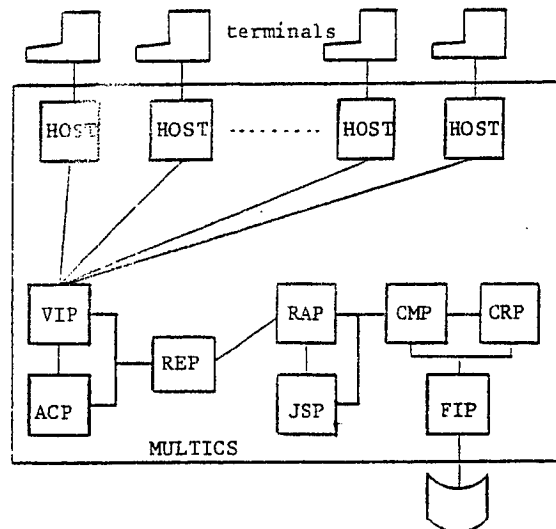 terminals
HOST HOST ........ HOST HOST
VIP RAP CMP CRP
REP
ACP JSP FIP
MULTICS